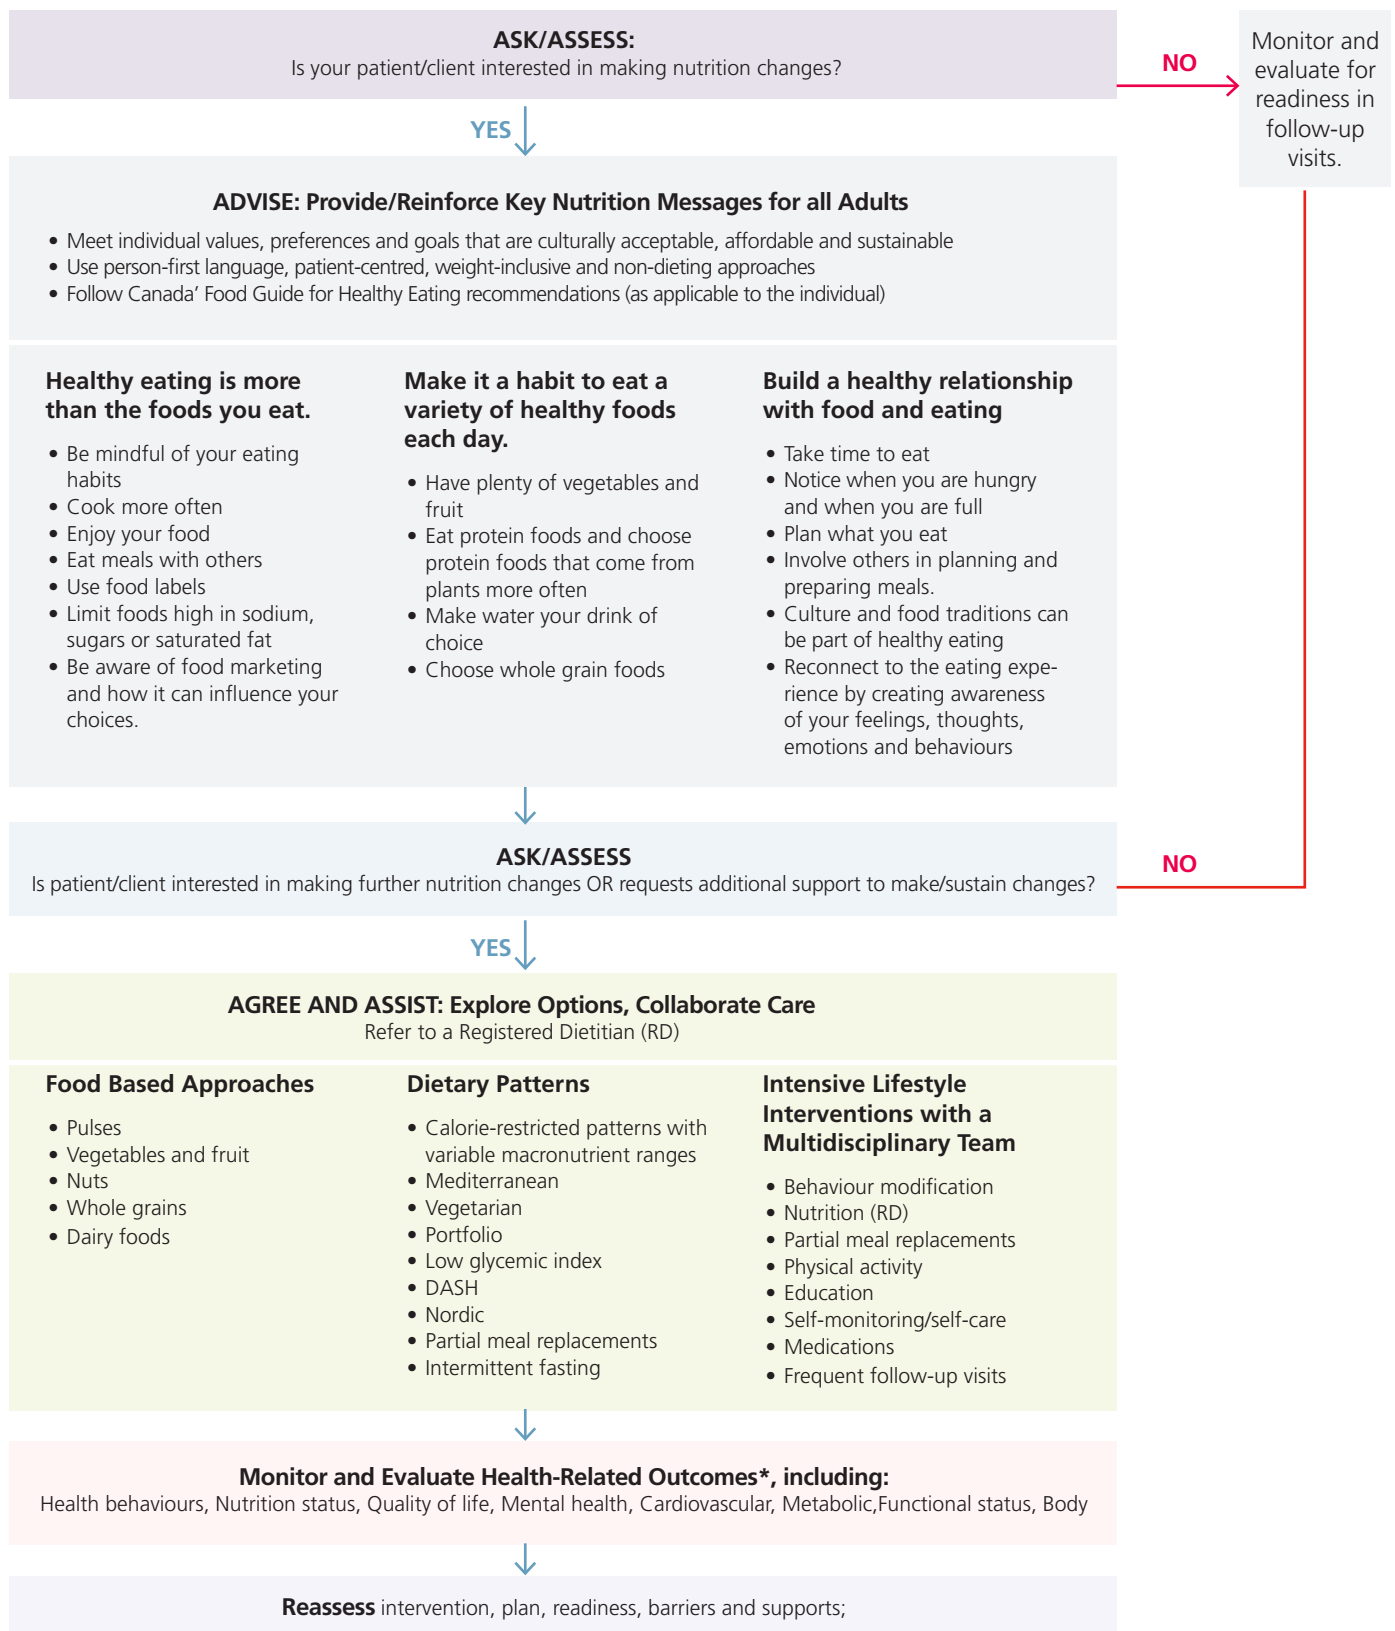 ASK/ASSESS:
Is your patient/client interested in making nutrition changes?
NO
Monitor and
evaluate for
readiness in
follow-up
visits.
YES
ADVISE: Provide/Reinforce Key Nutrition Messages for all Adults
• Meet individual values, preferences and goals that are culturally acceptable, affordable and sustainable
• Use person-first language, patient-centred, weight-inclusive and non-dieting approaches
• Follow Canada’ Food Guide for Healthy Eating recommendations (as applicable to the individual)
Healthy eating is more
than the foods you eat.
• Be mindful of your eating
habits
• Cook more often
• Enjoy your food
• Eat meals with others
• Use food labels
• Limit foods high in sodium,
sugars or saturated fat
• Be aware of food marketing
and how it can influence your
choices.
Make it a habit to eat a
variety of healthy foods
each day.
• Have plenty of vegetables and
fruit
• Eat protein foods and choose
protein foods that come from
plants more often
• Make water your drink of
choice
• Choose whole grain foods
Build a healthy relationship
with food and eating
• Take time to eat
• Notice when you are hungry
and when you are full
• Plan what you eat
• Involve others in planning and
preparing meals.
• Culture and food traditions can
be part of healthy eating
• Reconnect to the eating expe-
rience by creating awareness
of your feelings, thoughts,
emotions and behaviours
ASK/ASSESS
Is patient/client interested in making further nutrition changes OR requests additional support to make/sustain changes?
NO
YES
AGREE AND ASSIST: Explore Options, Collaborate Care
Refer to a Registered Dietitian (RD)
Food Based Approaches
• Pulses
• Vegetables and fruit
• Nuts
• Whole grains
• Dairy foods
Dietary Patterns
• Calorie-restricted patterns with
variable macronutrient ranges
• Mediterranean
• Vegetarian
• Portfolio
• Low glycemic index
• DASH
• Nordic
• Partial meal replacements
• Intermittent fasting
Intensive Lifestyle
Interventions with a
Multidisciplinary Team
• Behaviour modification
• Nutrition (RD)
• Partial meal replacements
• Physical activity
• Education
• Self-monitoring/self-care
• Medications
• Frequent follow-up visits
Monitor and Evaluate Health-Related Outcomes*, including:
Health behaviours, Nutrition status, Quality of life, Mental health, Cardiovascular, Metabolic,Functional status, Body
Reassess intervention, plan, readiness, barriers and supports;